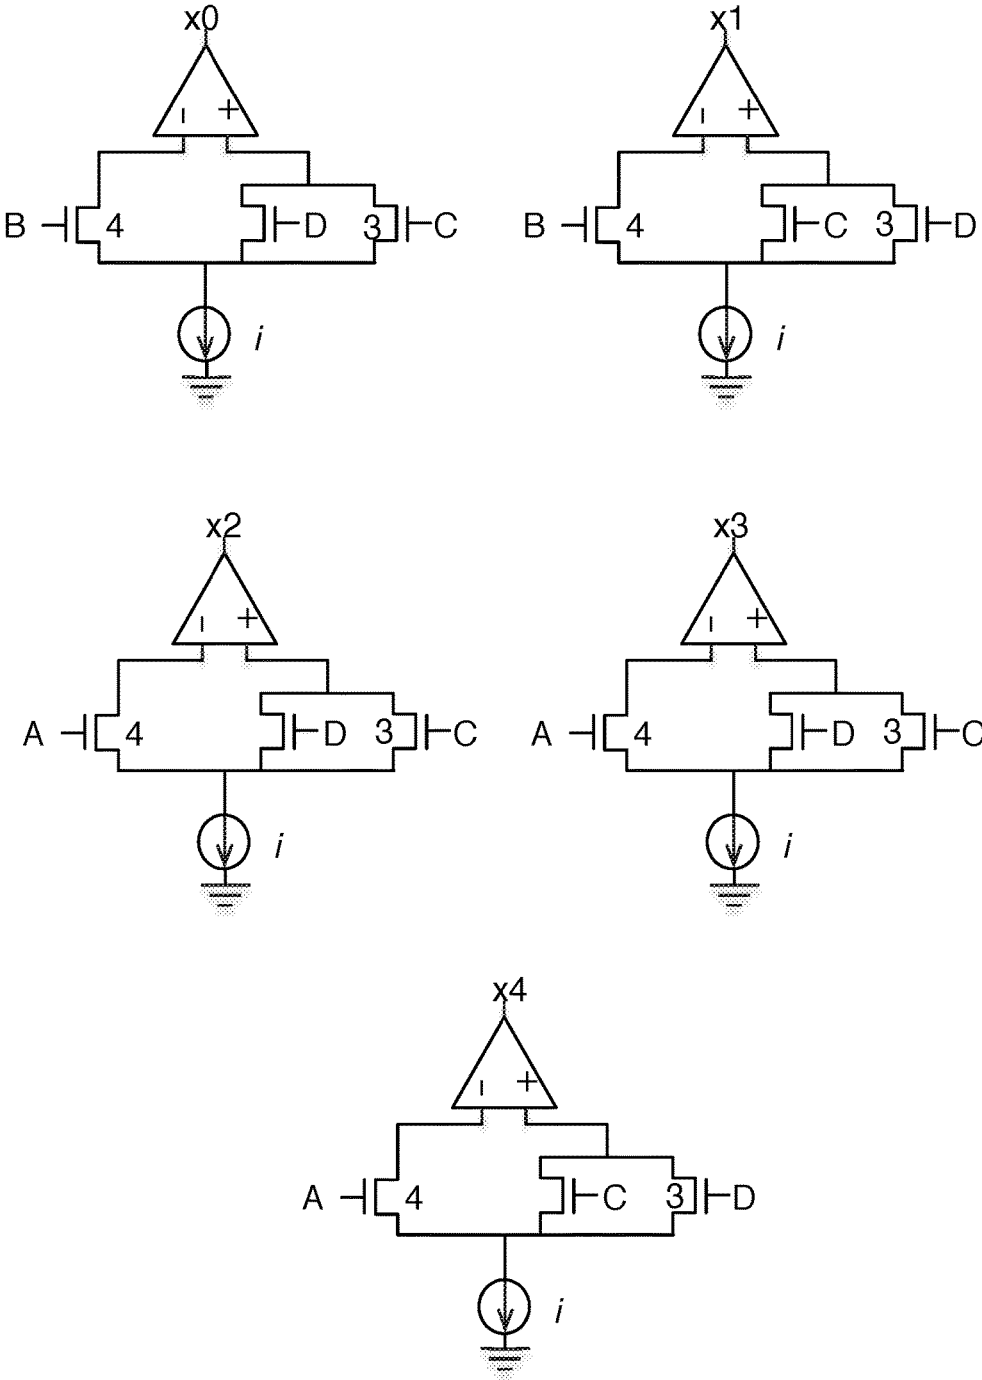 x0 x1
- + - +
B 4 D 3 C B 4 C 3 D
i i
x2 x3
- + - +
A 4 D 3 C A 4 D 3 C
i i
x4
- +
A 4 C 3 D
i